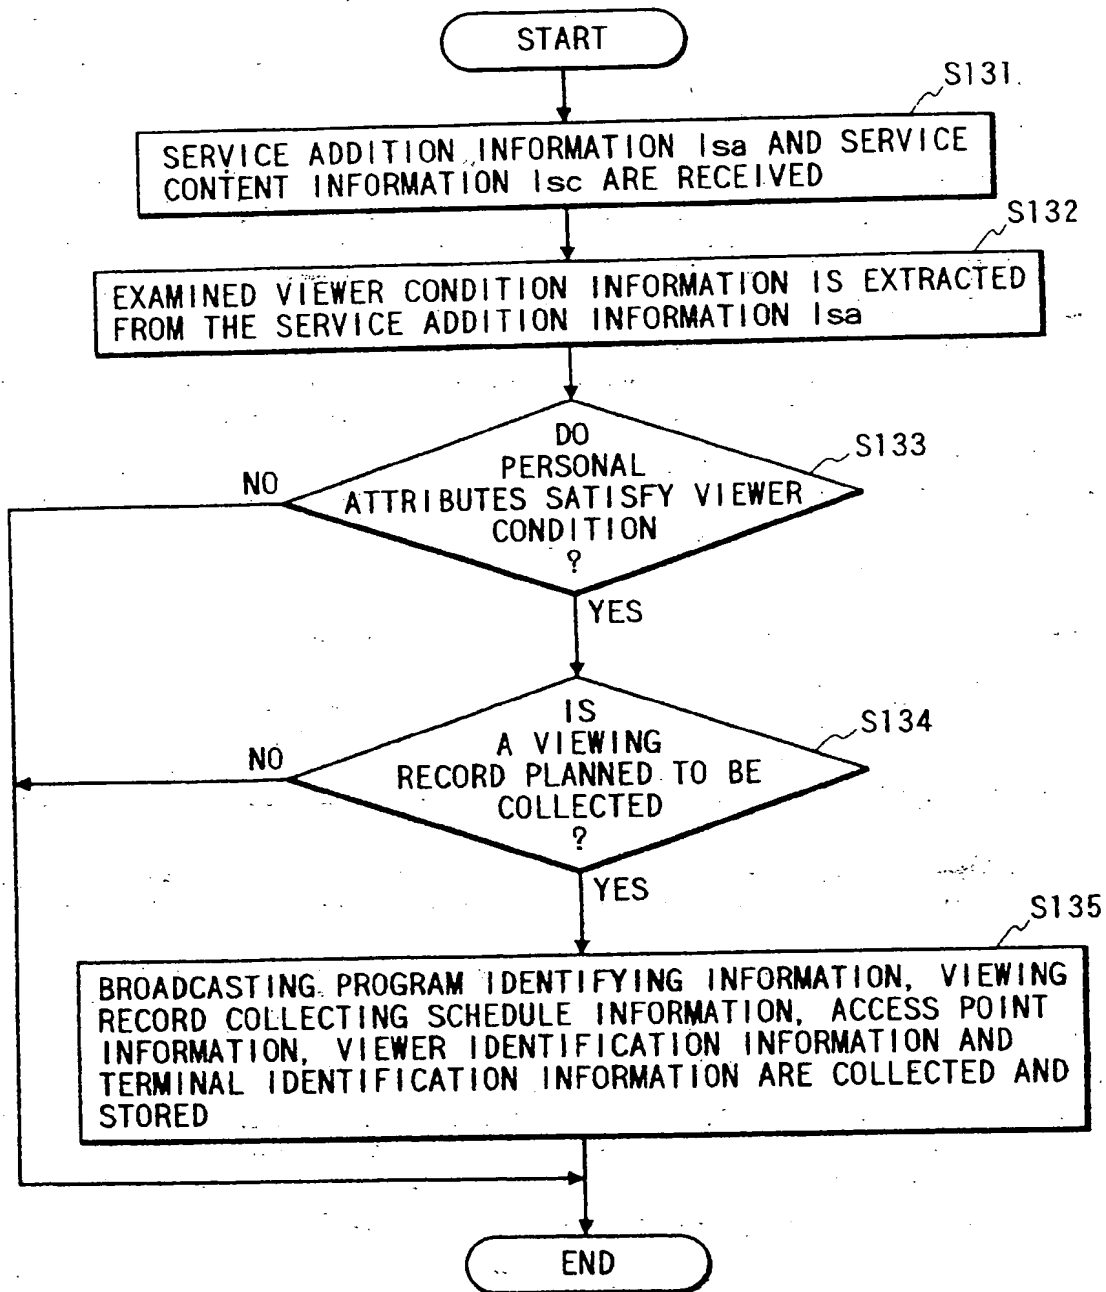 START
S131
SERVICE ADDITION INFORMATION Isa AND SERVICE
CONTENT INFORMATION Isc ARE RECEIVED
S132
EXAMINED VIEWER CONDITION INFORMATION IS EXTRACTED
FROM THE SERVICE ADDITION INFORMATION Isa
S133
DO
PERSONAL
ATTRIBUTES SATISFY VIEWER
CONDITION
?
NO
YES
S134
IS
A VIEWING
RECORD PLANNED TO BE
COLLECTED
?
NO
YES
S135
BROADCASTING PROGRAM IDENTIFYING INFORMATION, VIEWING
RECORD COLLECTING SCHEDULE INFORMATION, ACCESS POINT
INFORMATION, VIEWER IDENTIFICATION INFORMATION AND
TERMINAL IDENTIFICATION INFORMATION ARE COLLECTED AND
STORED
END